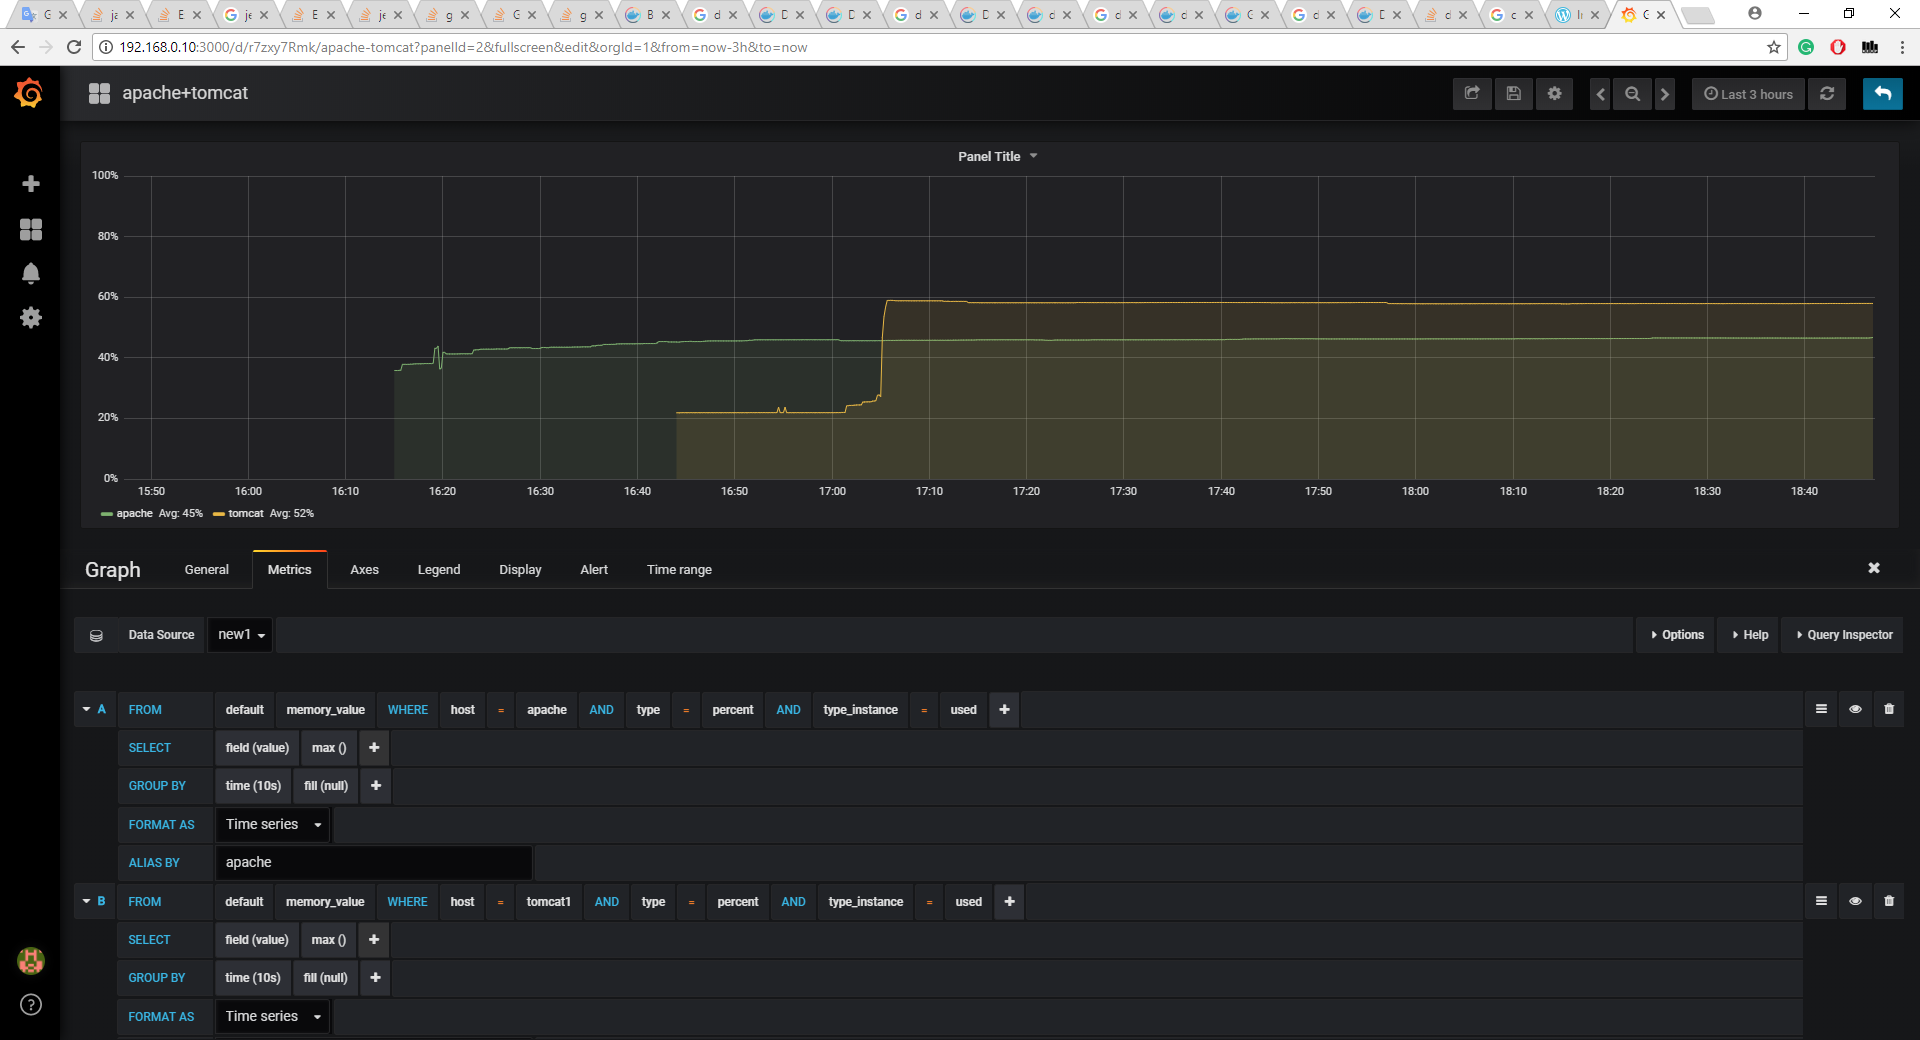 192.168.0.10:3000/d/r7zxy7Rmk/apache-tomcat?panelId=2&fullscreen&edit&orgId=1&from=now-3h&to=now
apache+tomcat
Last 3 hours
Panel Title
100%
80%
60%
40%
20%
0%
15:50 16:00 16:10 16:20 16:30 16:40 16:50 17:00 17:10 17:20 17:30 17:40 17:50 18:00 18:10 18:20 18:30 18:40
apache Avg: 45% tomcat Avg: 52%
Graph General Metrics Axes Legend Display Alert Time range
Data Source new1 Options Help Query Inspector
A FROM default memory_value WHERE host = apache AND type = percent AND type_instance = used
SELECT field (value) max ()
GROUP BY time (10s) fill (null)
FORMAT AS Time series
ALIAS BY apache
B FROM default memory_value WHERE host = tomcat1 AND type = percent AND type_instance = used
SELECT field (value) max ()
GROUP BY time (10s) fill (null)
FORMAT AS Time series